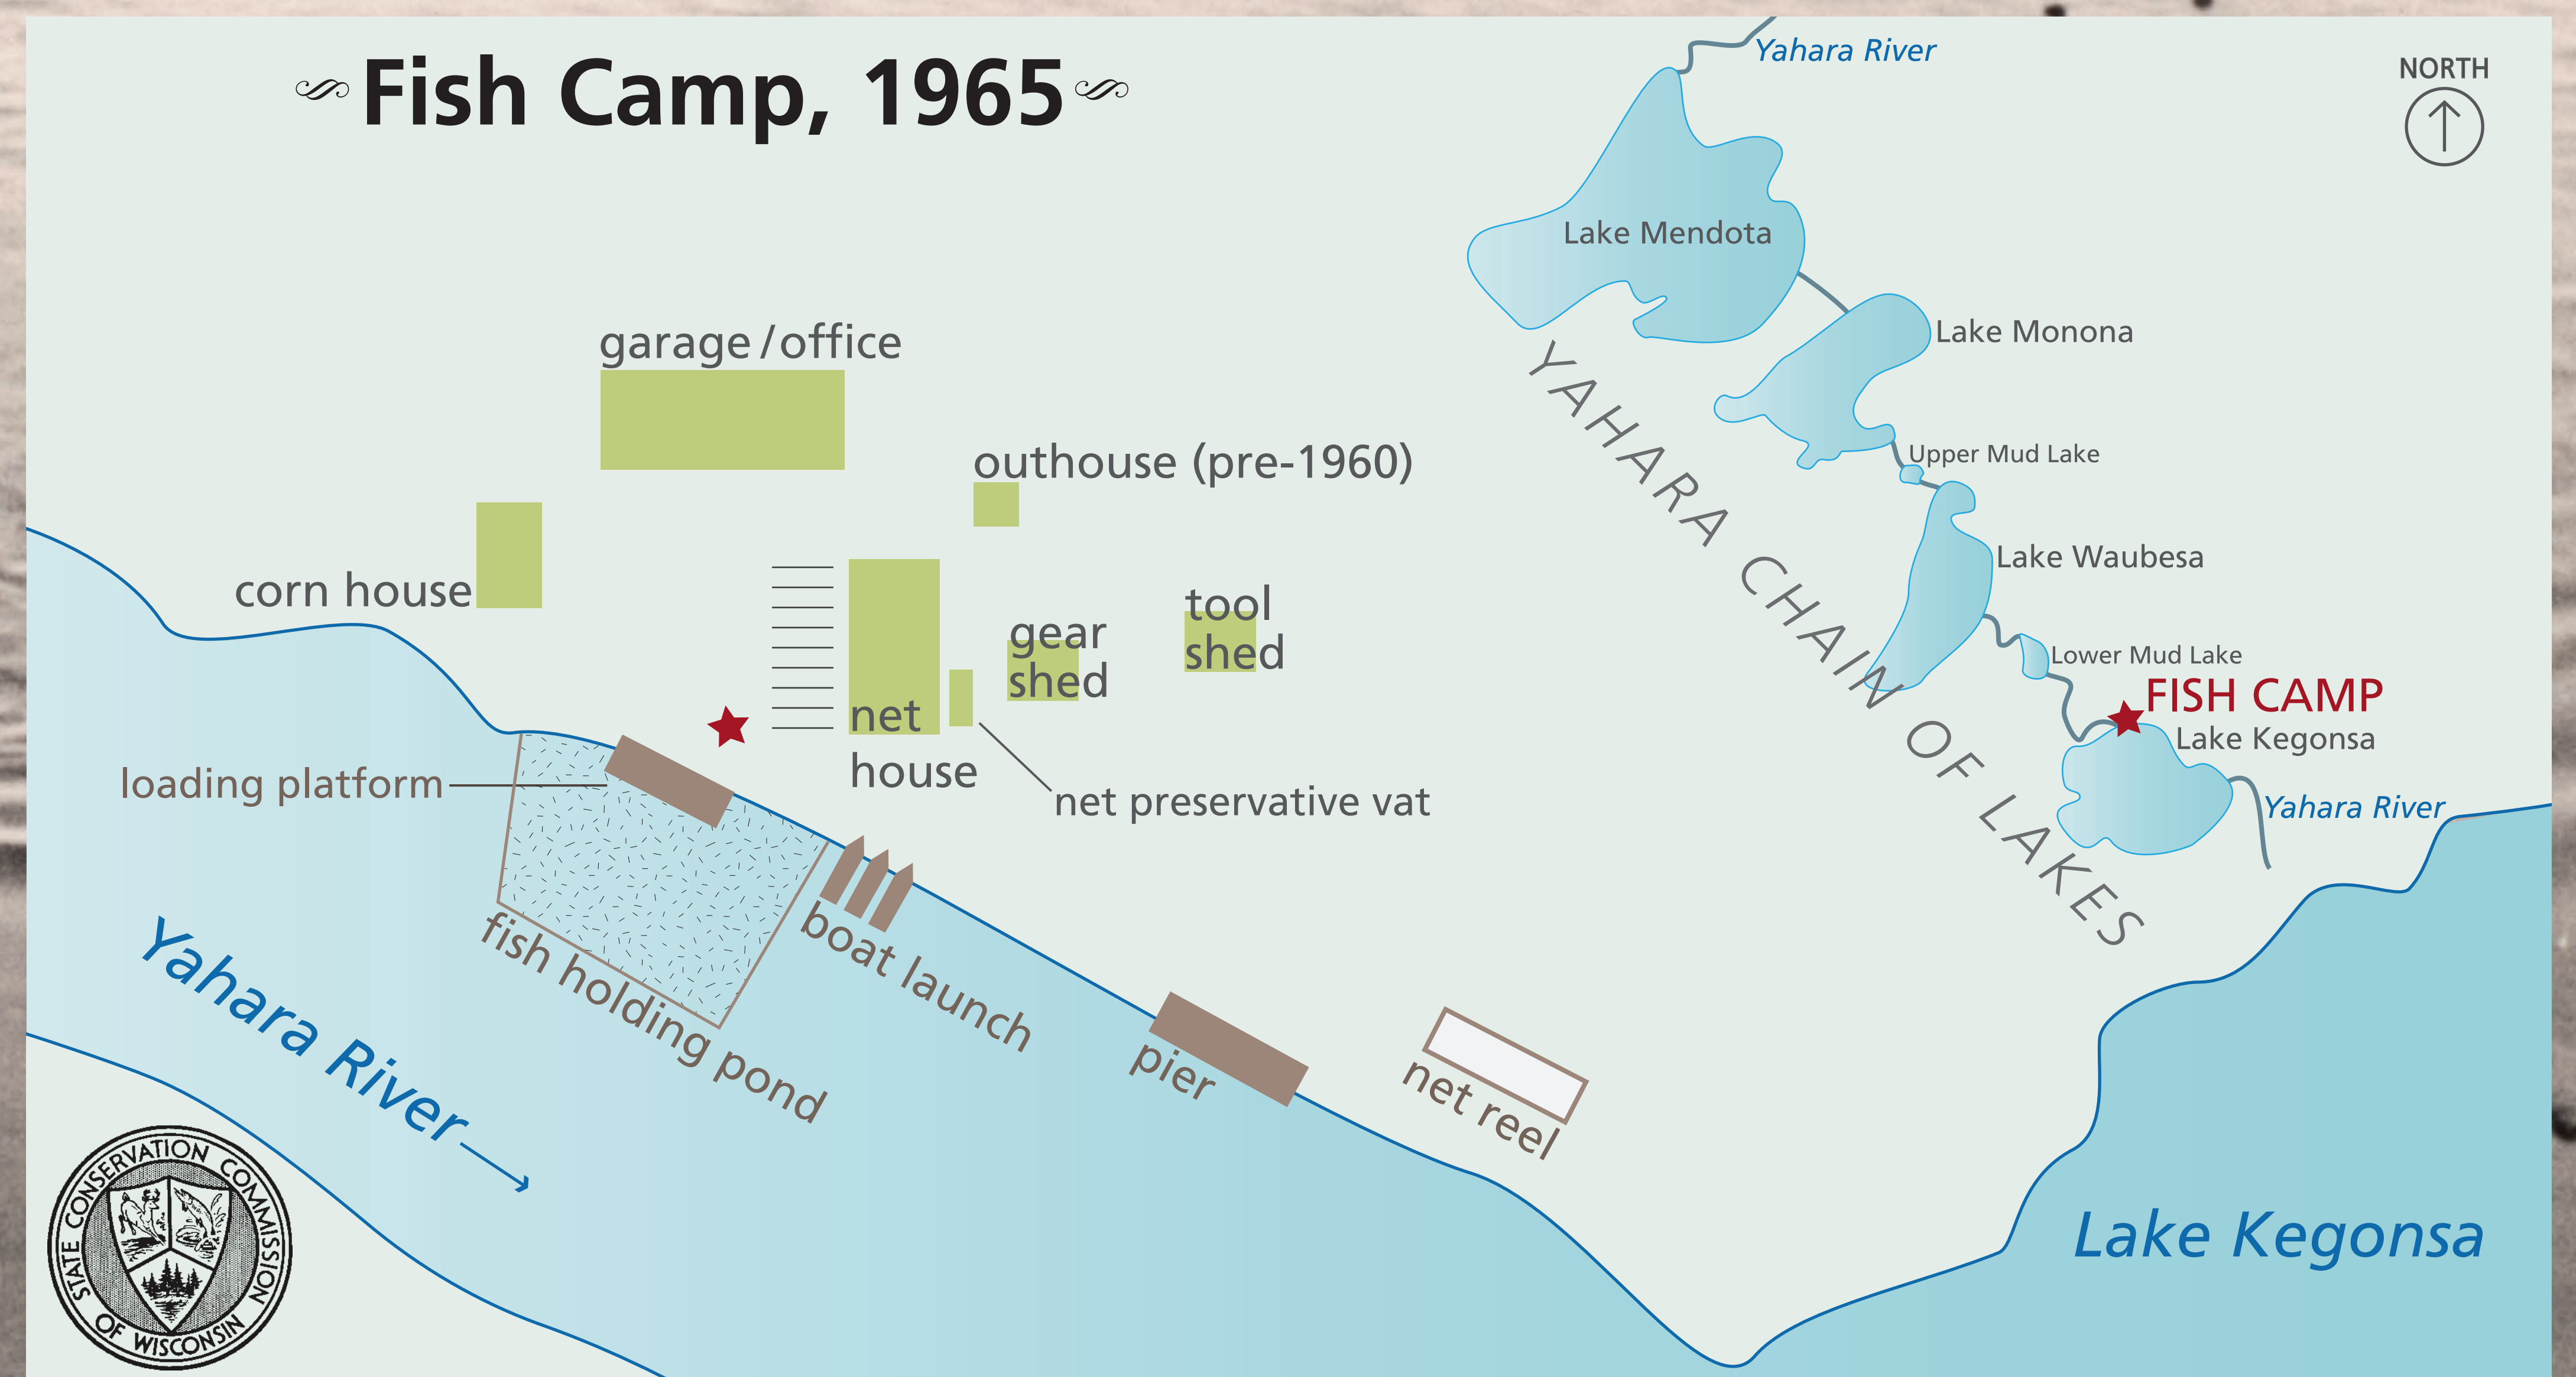 Fish Camp, 1965
Yahara River
NORTH
Lake Mendota
Lake Monona
Upper Mud Lake
Lake Waubesa
Lower Mud Lake
FISH CAMP
Lake Kegonsa
Yahara River
YAHARA CHAIN OF LAKES
garage/office
outhouse (pre-1960)
corn house
tool
shed
gear
shed
net
house
net preservative vat
loading platform
fish holding pond
boat launch
pier
net reel
Yahara River
Lake Kegonsa
STATE CONSERVATION COMMISSION
OF WISCONSIN